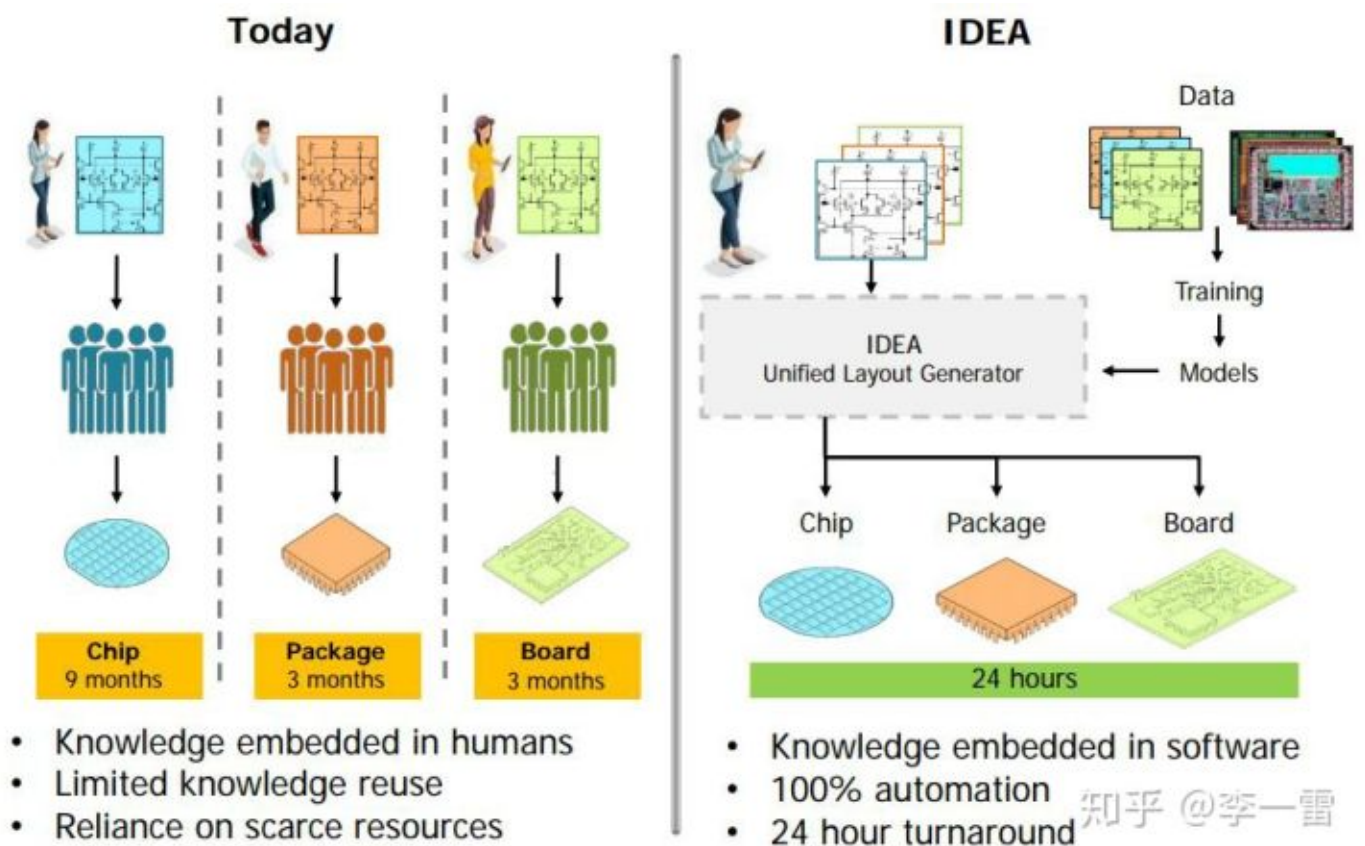 Today
Chip
9 months
Package
3 months
Board
3 months
• Knowledge embedded in humans
• Limited knowledge reuse
• Reliance on scarce resources
IDEA
Data
Training
Models
IDEA
Unified Layout Generator
Chip
Package
Board
24 hours
• Knowledge embedded in software
• 100% automation
• 24 hour turnaround
知乎 @李一雷